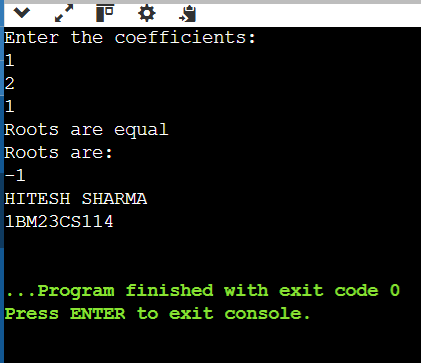 Enter the coefficients:
1
2
1
Roots are equal
Roots are:
-1
HITESH SHARMA
1BM23CS114
...Program finished with exit code 0
Press ENTER to exit console.